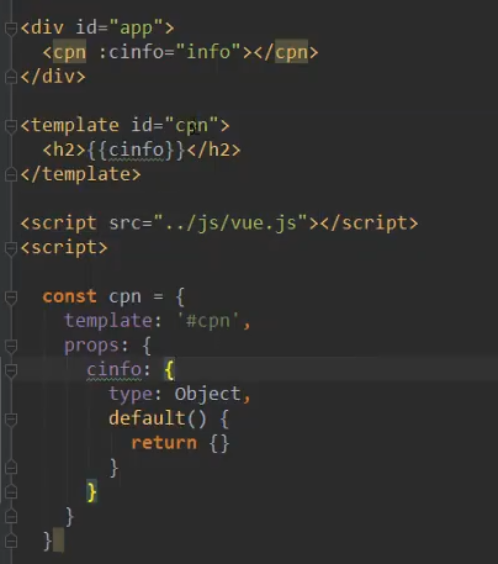 <div id="app">
  <cpn :cinfo="info"></cpn>
</div>

<template id="cpn">
  <h2>{{cinfo}}</h2>
</template>

<script src="../js/vue.js"></script>
<script>

  const cpn = {
    template: '#cpn',
    props: {
      cinfo: {
        type: Object,
        default() {
          return {}
        }
      }
    }
  }